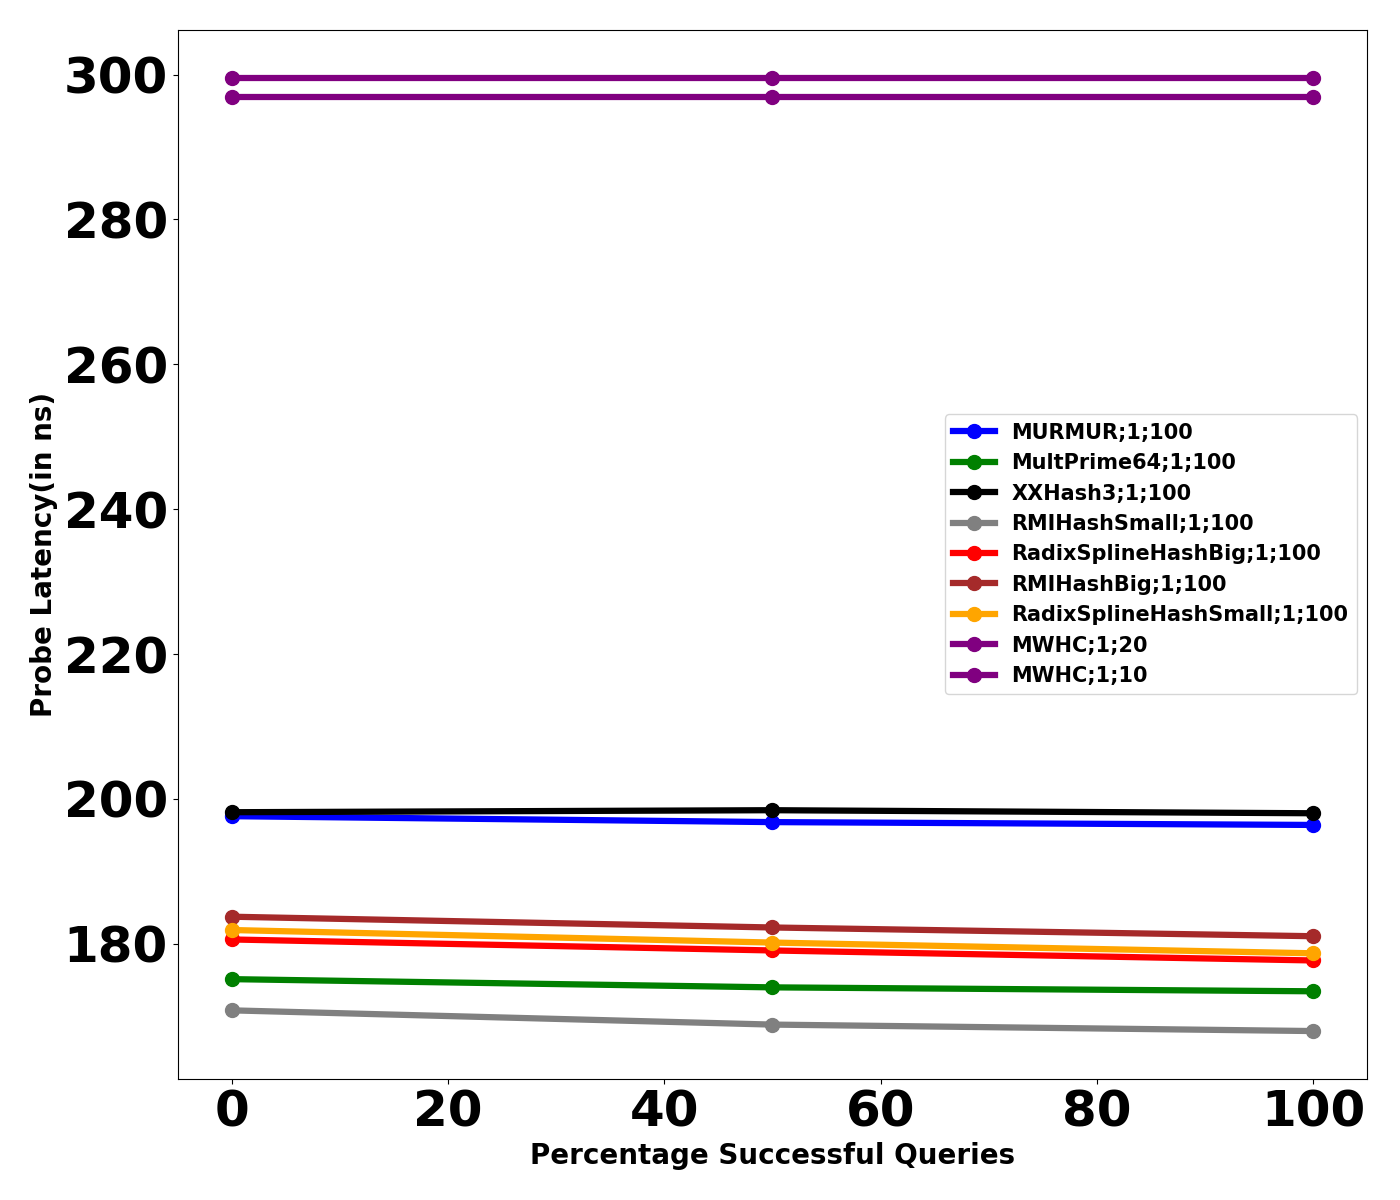 300
280
260
240
220
200
180
Probe Latency(in ns)
MURMUR;1;100
MultPrime64;1;100
XXHash3;1;100
RMIHashSmall;1;100
RadixSplineHashBig;1;100
RMIHashBig;1;100
RadixSplineHashSmall;1;100
MWHC;1;20
MWHC;1;10
0 20 40 60 80 100
Percentage Successful Queries